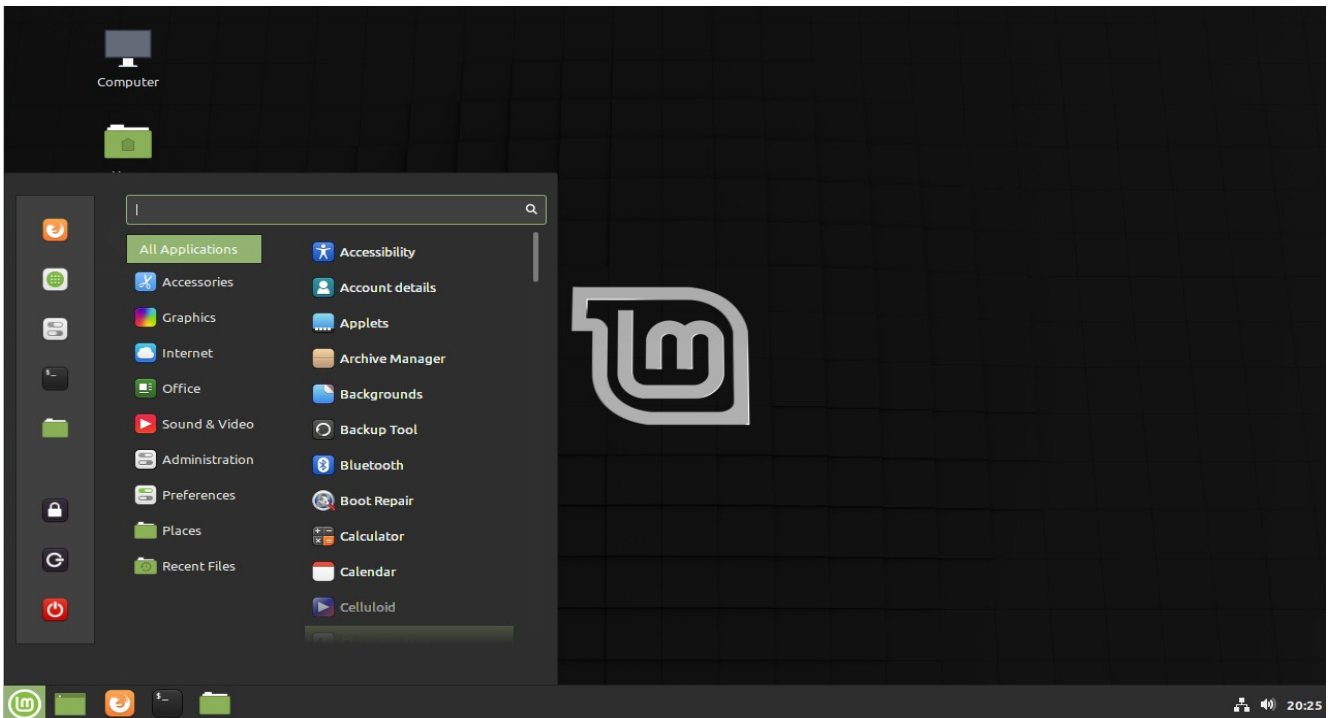 Computer
All Applications
Accessories
Graphics
Internet
Office
Sound & Video
Administration
Preferences
Places
Recent Files
Accessibility
Account details
Applets
Archive Manager
Backgrounds
Backup Tool
Bluetooth
Boot Repair
Calculator
Calendar
Celluloid
lm
20:25